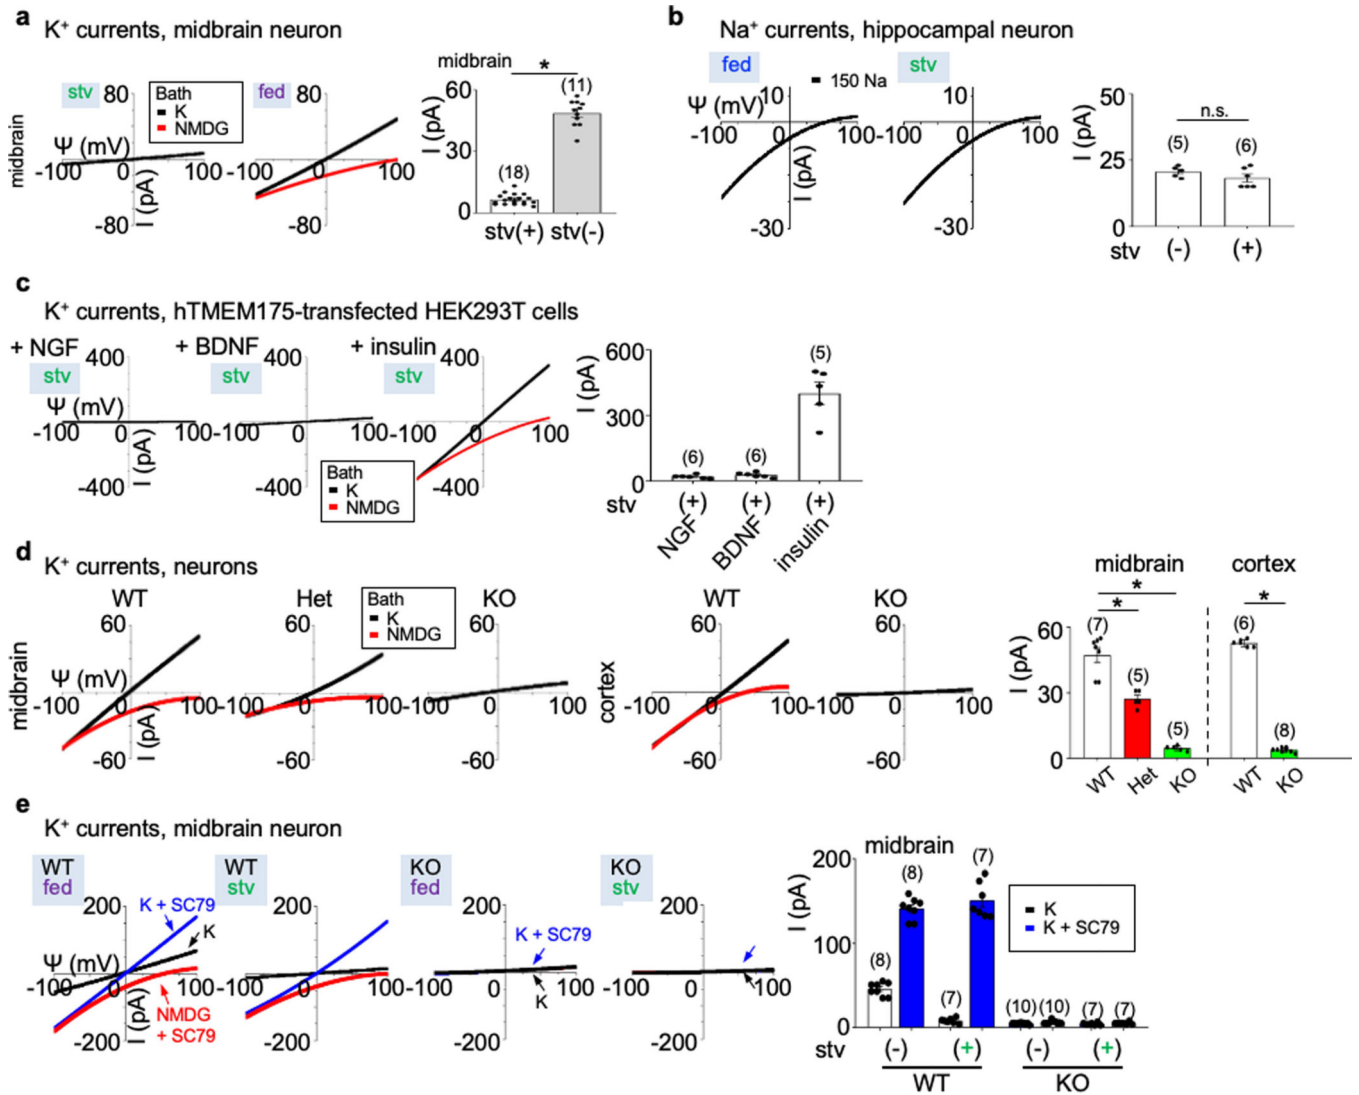 a
K+ currents, midbrain neuron
midbrain
stv
80
Bath
K
NMDG
fed
80
Ψ (mV)
-100
0
100
-80
I (pA)
-100
0
100
-80
I (pA)
midbrain
*
60
30
0
I (pA)
(18)
(11)
stv(+)
stv(-)
b
Na+ currents, hippocampal neuron
fed
150 Na
stv
Ψ (mV)
10
-100
0
100
-30
I (pA)
10
-100
0
100
-30
50
25
0
I (pA)
n.s.
(5)
(6)
stv
(-)
(+)
c
K+ currents, hTMEM175-transfected HEK293T cells
+ NGF
400
+ BDNF
400
+ insulin
400
stv
stv
stv
Ψ (mV)
-100
0
100
-400
I (pA)
-100
0
100
-400
-100
0
100
-400
Bath
K
NMDG
600
300
0
I (pA)
(6)
(6)
(5)
stv
(+)
(+)
(+)
NGF
BDNF
insulin
d
K+ currents, neurons
WT
Het
KO
Bath
K
NMDG
midbrain
60
Ψ (mV)
-100
0
100
-60
I (pA)
60
-100
0
100
-60
60
-100
0
100
-60
WT
KO
cortex
60
-100
0
100
-60
60
-100
0
100
-60
midbrain
cortex
*
*
*
60
30
0
I (pA)
(7)
(5)
(5)
(6)
(8)
WT
Het
KO
WT
KO
e
K+ currents, midbrain neuron
WT
fed
200
K + SC79
K
Ψ (mV)
-100
0
100
-200
I (pA)
NMDG
+ SC79
WT
stv
200
-100
0
100
-200
KO
fed
200
K + SC79
K
-100
0
100
-200
KO
stv
200
-100
0
100
-200
midbrain
200
100
0
I (pA)
(8)
(8)
(7)
(7)
(10)
(10)
(7)
(7)
K
K + SC79
stv
(-)
(+)
(-)
(+)
WT
KO